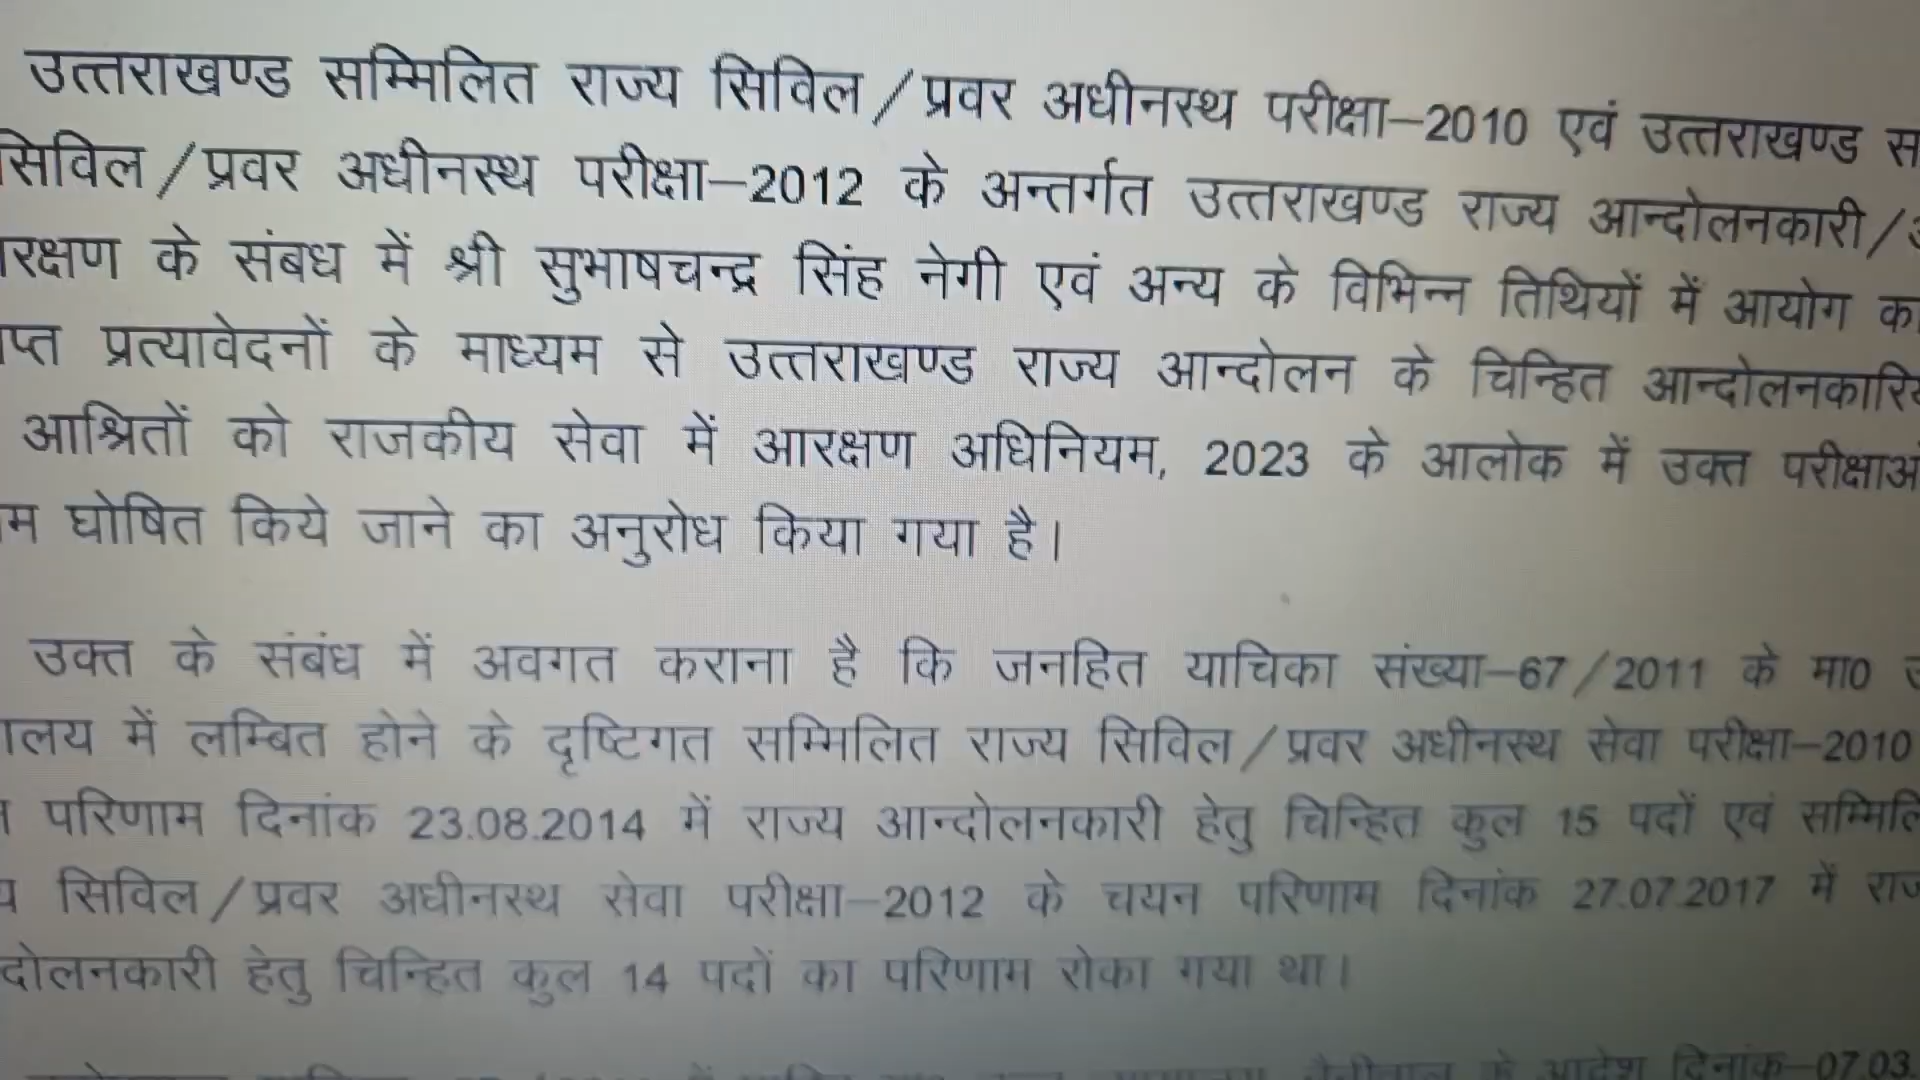 उत्तराखण्ड सम्मिलित राज्य सिविल/प्रवर अधीनस्थ परीक्षा–2010 एवं उत्तराखण्ड
सिविल/प्रवर अधीनस्थ परीक्षा–2012 के अन्तर्गत उत्तराखण्ड राज्य आन्दोलनकारी/
के संबध में श्री सुभाषचन्द्र सिंह नेगी एवं अन्य के विभिन्न तिथियों में आयोग
प्रत्यावेदनों के माध्यम से उत्तराखण्ड राज्य आन्दोलन के चिन्हित
आश्रितों को राजकीय सेवा में आरक्षण अधिनियम, 2023 के आलोक में उक्त
घोषित किये जाने का अनुरोध किया गया है।
उक्त के संबंध में अवगत कराना है कि जनहित याचिका संख्या–67/2011 के मा0
में लम्बित होने के दृष्टिगत सम्मिलित राज्य सिविल/प्रवर अधीनस्थ सेवा परीक्षा–2010
परिणाम दिनांक 23.08.2014 में राज्य आन्दोलनकारी हेतु चिन्हित कुल 15 पदों एवं
सिविल/प्रवर अधीनस्थ सेवा परीक्षा–2012 के चयन परिणाम दिनांक 27.07.2017 में
हेतु चिन्हित कुल 14 पदों का परिणाम रोका गया था।
के आदेश दिनांक–07.03.